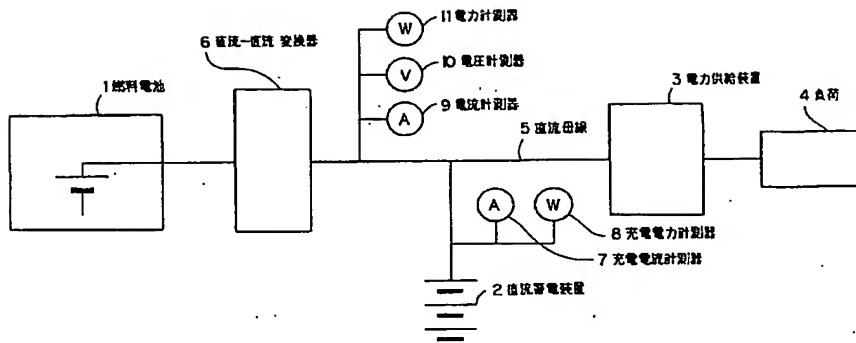 W
11 電力計測器
6 直流-直流 変換器
V
10 電圧計測器
1 燃料電池
3 電力供給装置
A
9 電流計測器
4 負荷
5 直流母線
A
W
8 充電電力計測器
7 充電電流計測器
2 直流蓄電装置